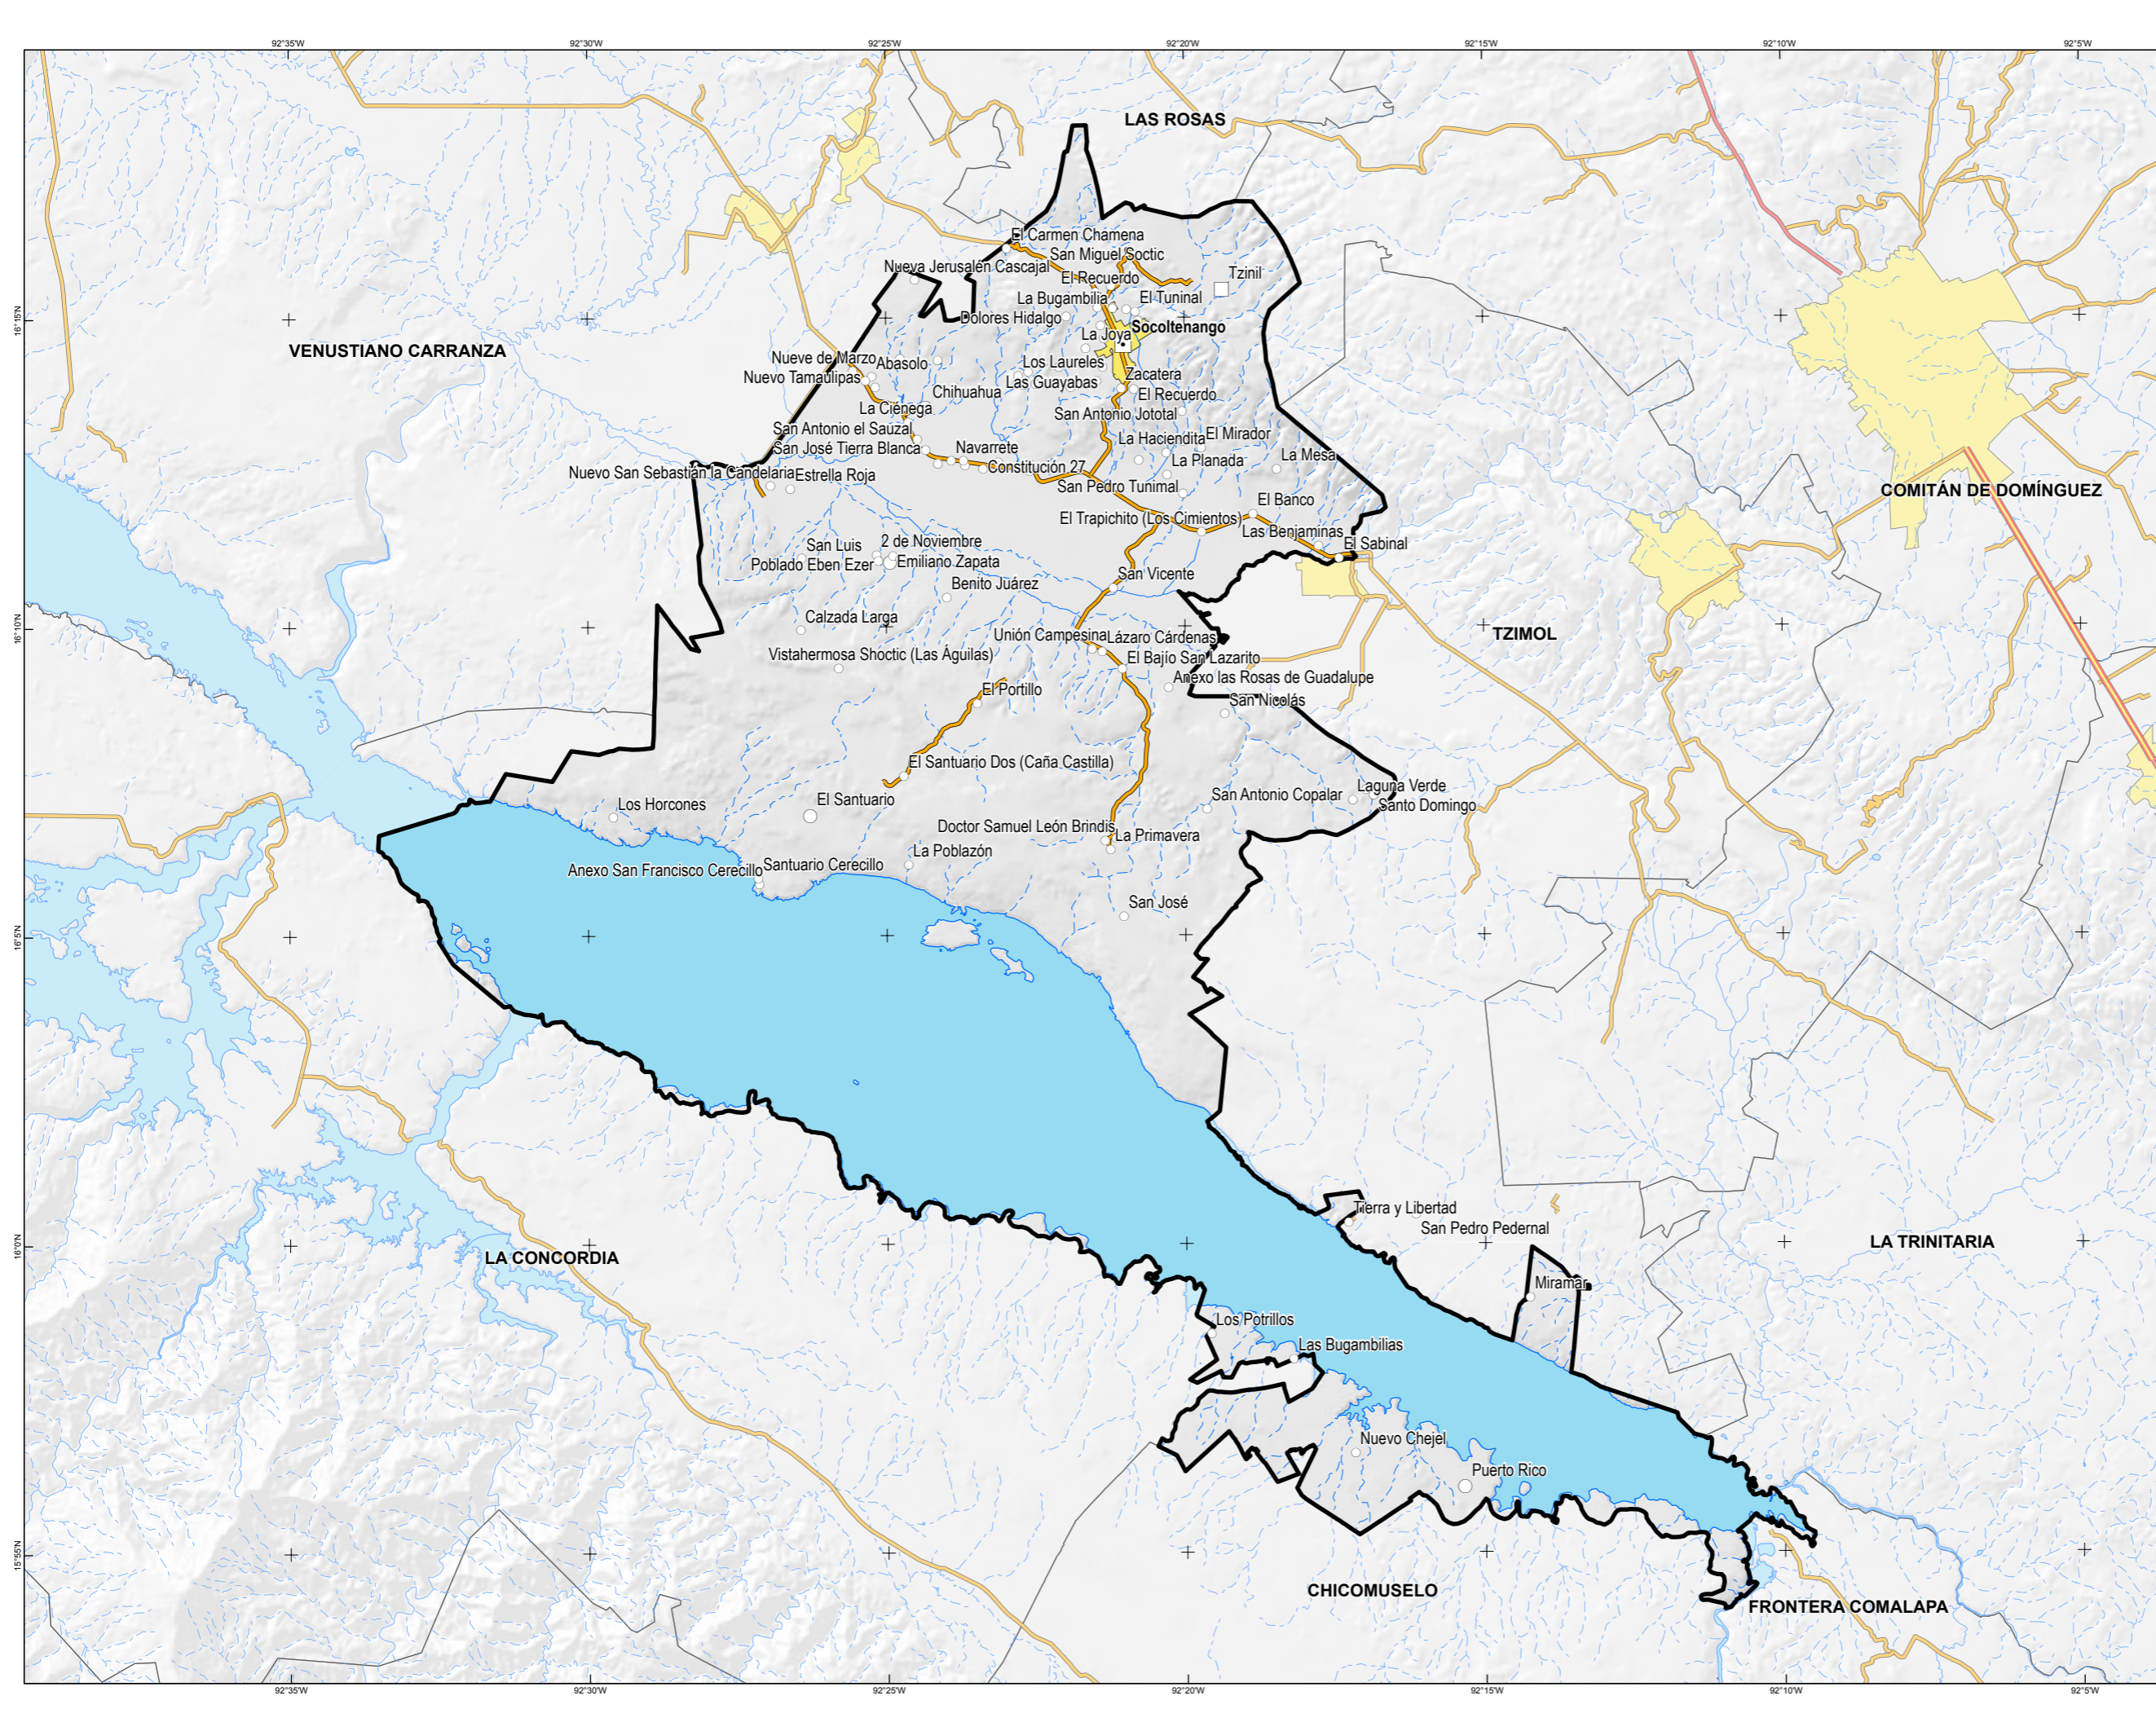 92°35'W
92°30'W
92°25'W
92°20'W
92°15'W
92°10'W
92°5'W
LAS ROSAS
El Carmen Chamena
San Miguel Soctic
Nueva Jerusalén Cascajal
Tzinil
El Recuerdo
La Bugambilia
El Tuninal
Dolores Hidalgo
16°15'N
Socoltenango
La Joya
VENUSTIANO CARRANZA
Nueve de Marzo
Abasolo
Los Laureles
Nuevo Tamaulipas
Zacatera
Las Guayabas
Chihuahua
El Recuerdo
La Ciénega
San Antonio Jototal
San Antonio el Sauzal
La Haciendita
El Mirador
San José Tierra Blanca
Navarrete
La Planada
La Mesa
Nuevo San Sebastián la Candelaria
Estrella Roja
Constitución 27
San Pedro Tunimal
COMITÁN DE DOMÍNGUEZ
El Banco
El Trapichito (Los Cimientos)
Las Benjaminas
San Luis
2 de Noviembre
El Sabinal
Poblado Eben Ezer
Emiliano Zapata
San Vicente
Benito Juárez
16°10'N
Calzada Larga
Unión Campesina
Lázaro Cárdenas
TZIMOL
Vistahermosa Shoctic (Las Águilas)
El Bajío San Lazarito
Anexo las Rosas de Guadalupe
El Portillo
San Nicolás
El Santuario Dos (Caña Castilla)
Laguna Verde
El Santuario
San Antonio Copalar
Santo Domingo
Los Horcones
Doctor Samuel León Brindis
La Primavera
La Poblazón
Anexo San Francisco Cerecillo
Santuario Cerecillo
San José
16°5'N
Tierra y Libertad
San Pedro Pedernal
16°0'N
LA CONCORDIA
LA TRINITARIA
Miramar
Los Potrillos
Las Bugambilias
Nuevo Chejel
Puerto Rico
15°55'N
CHICOMUSELO
FRONTERA COMALAPA
92°35'W
92°30'W
92°25'W
92°20'W
92°15'W
92°10'W
92°5'W